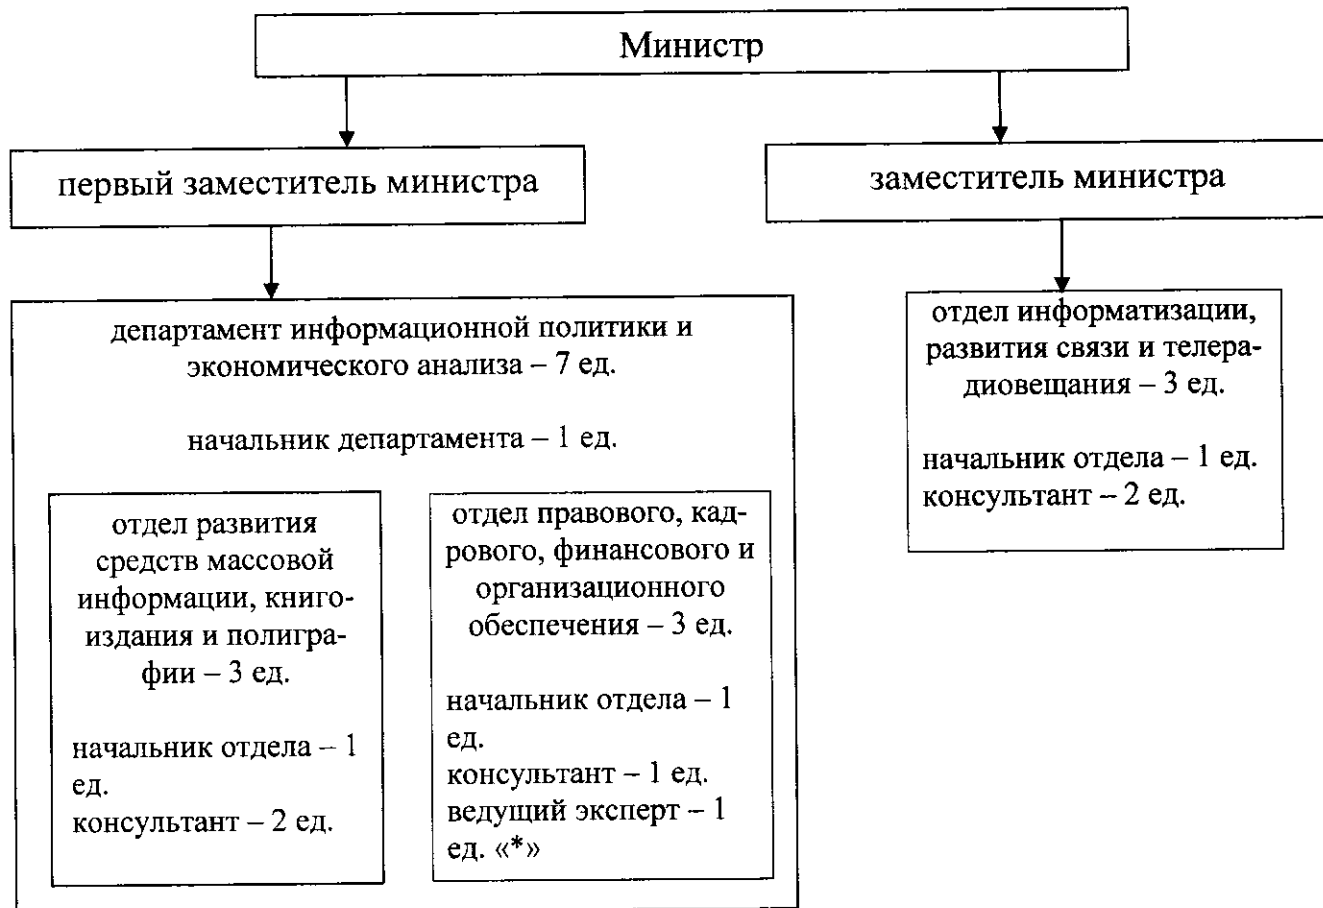 Министр
первый заместитель министра
заместитель министра
департамент информационной политики и
экономического анализа – 7 ед.
начальник департамента – 1 ед.
отдел развития
средств массовой
информации, книго-
издания и полигра-
фии – 3 ед.
начальник отдела – 1
ед.
консультант – 2 ед.
отдел правового, кад-
рового, финансового и
организационного
обеспечения – 3 ед.
начальник отдела – 1
ед.
консультант – 1 ед.
ведущий эксперт – 1
ед. «*»
отдел информатизации,
развития связи и телера-
диовещания – 3 ед.
начальник отдела – 1 ед.
консультант – 2 ед.